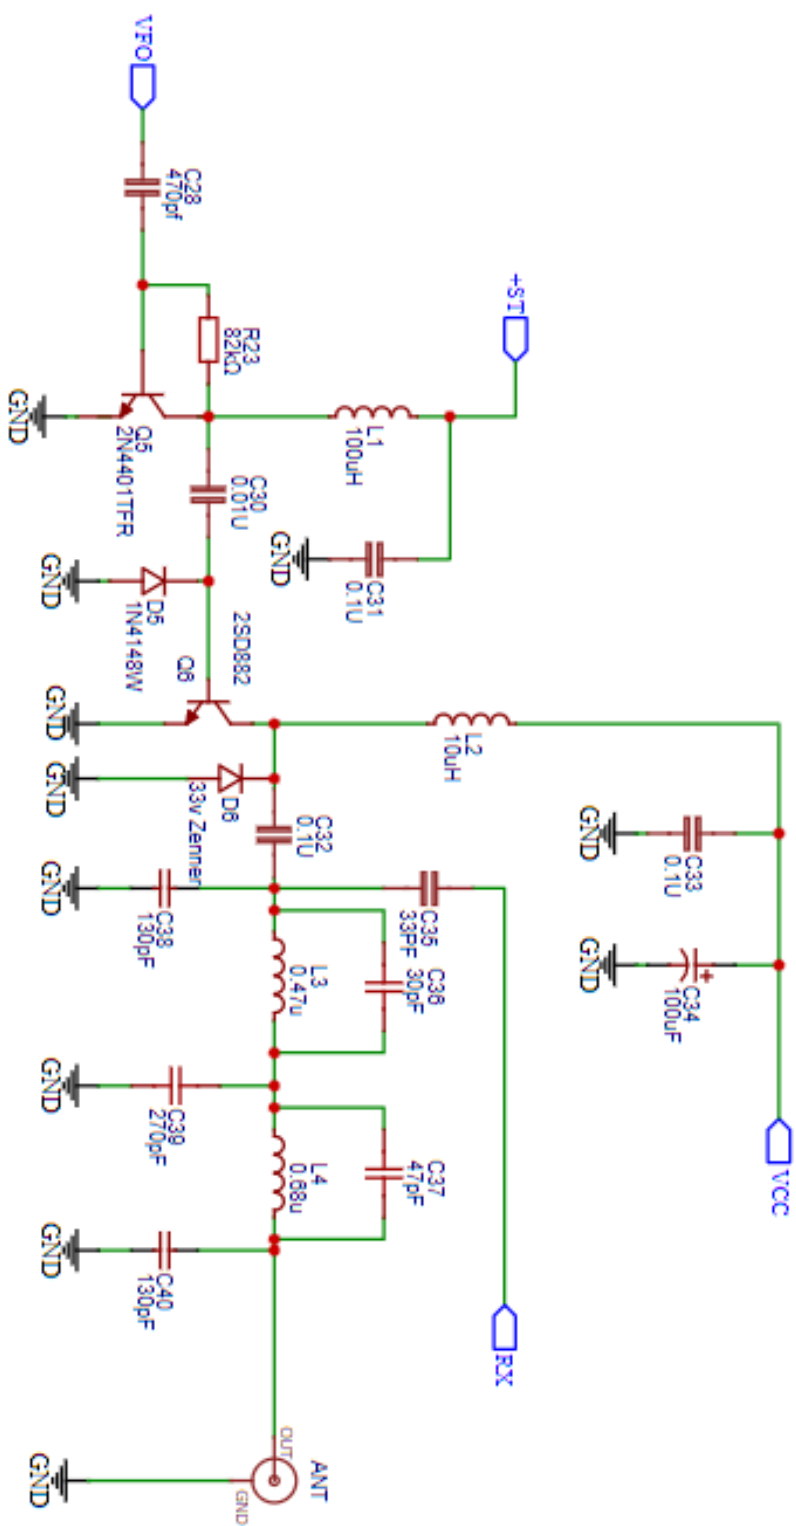 VFO
C28
470pf
+ST
R23
82kΩ
Q5
2N4401TFR
GND
L1
100uH
C30
0.01U
C31
0.1U
GND
D5
1N4148W
GND
2SD882
Q6
GND
L2
10uH
D6
33v Zenner
GND
C32
0.1U
C33
0.1U
GND
C34
100uF
+
GND
VCC
C38
130pF
GND
C35
33PF
L3
0.47u
C36
30pF
C39
270pF
GND
L4
0.68u
C37
47pF
C40
130pF
GND
RX
ANT
OUT
GND
GND